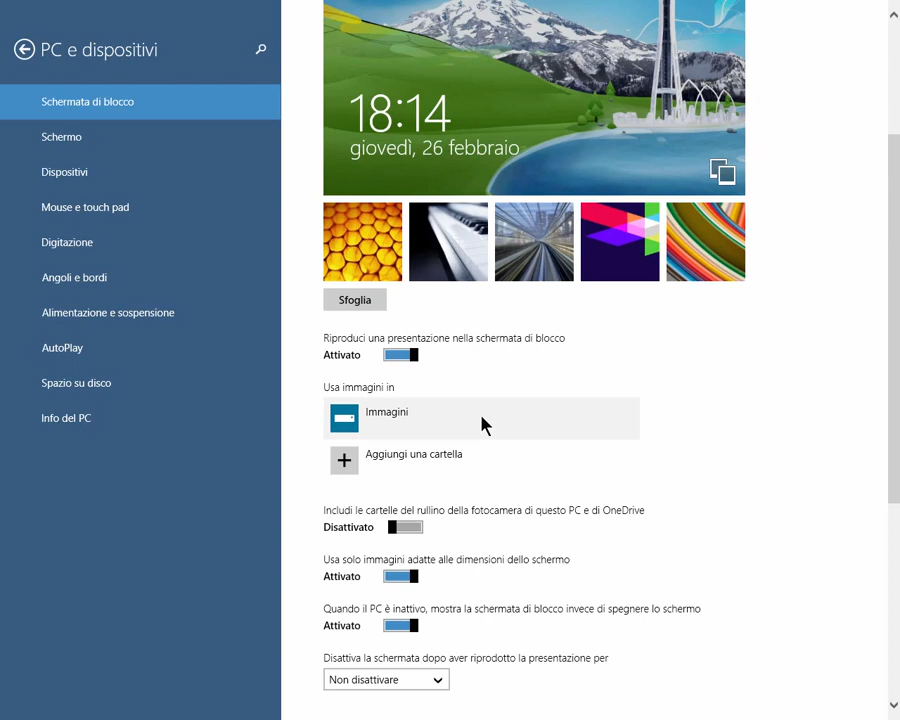 PC e dispositivi
Schermata di blocco
Schermo
Dispositivi
Mouse e touch pad
Digitazione
Angoli e bordi
Alimentazione e sospensione
AutoPlay
Spazio su disco
Info del PC
18:14
giovedì, 26 febbraio
Sfoglia
Riproduci una presentazione nella schermata di blocco
Attivato
Usa immagini in
Immagini
Aggiungi una cartella
Includi le cartelle del rullino della fotocamera di questo PC e di OneDrive
Disattivato
Usa solo immagini adatte alle dimensioni dello schermo
Attivato
Quando il PC è inattivo, mostra la schermata di blocco invece di spegnere lo schermo
Attivato
Disattiva la schermata dopo aver riprodotto la presentazione per
Non disattivare